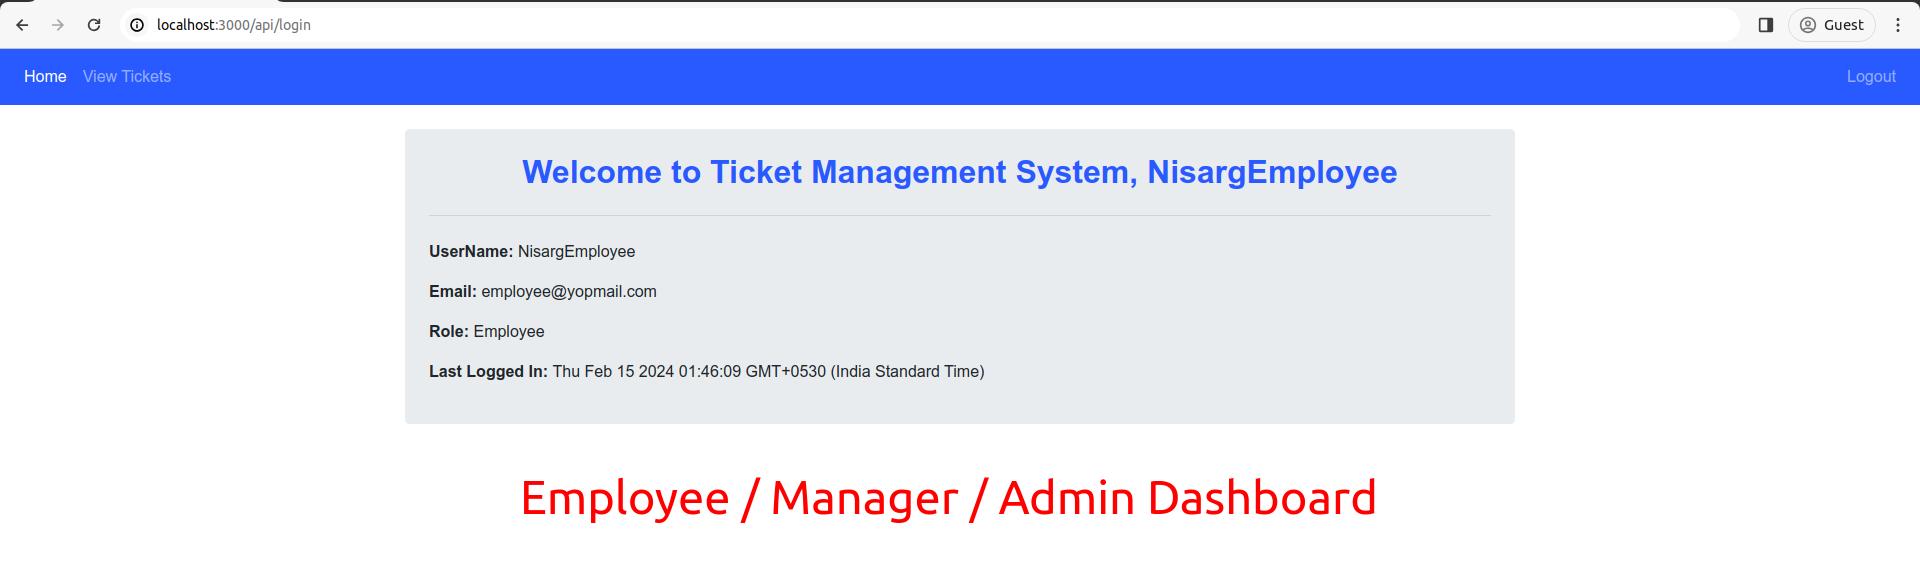 localhost:3000/api/login
Guest
Home View Tickets Logout
Welcome to Ticket Management System, NisargEmployee
UserName: NisargEmployee
Email: employee@yopmail.com
Role: Employee
Last Logged In: Thu Feb 15 2024 01:46:09 GMT+0530 (India Standard Time)
Employee / Manager / Admin Dashboard